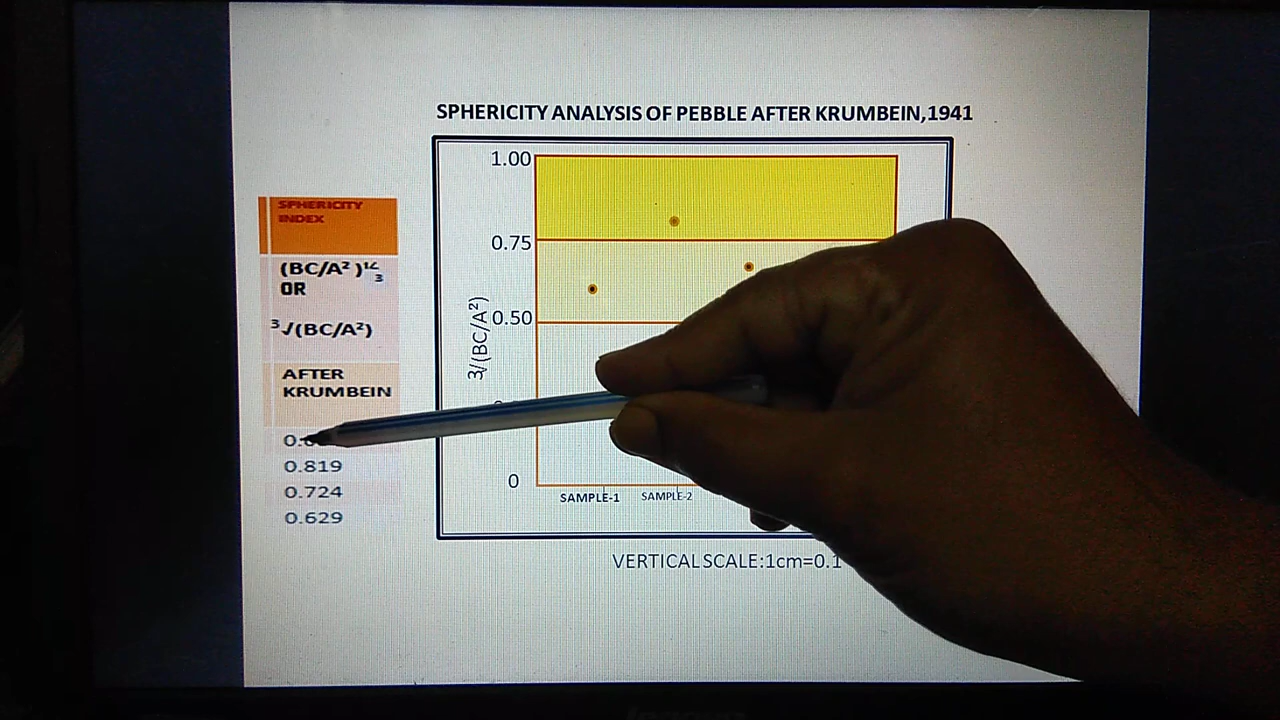 SPHERICITY ANALYSIS OF PEBBLE AFTER KRUMBEIN,1941
SPHERICITY
INDEX
(BC/A² )⅓
OR
³√(BC/A²)
AFTER
KRUMBEIN
0.819
0.724
0.629
1.00
0.75
0.50
0
3√(BC/A²)
SAMPLE-1 SAMPLE-2
VERTICAL SCALE:1cm=0.1